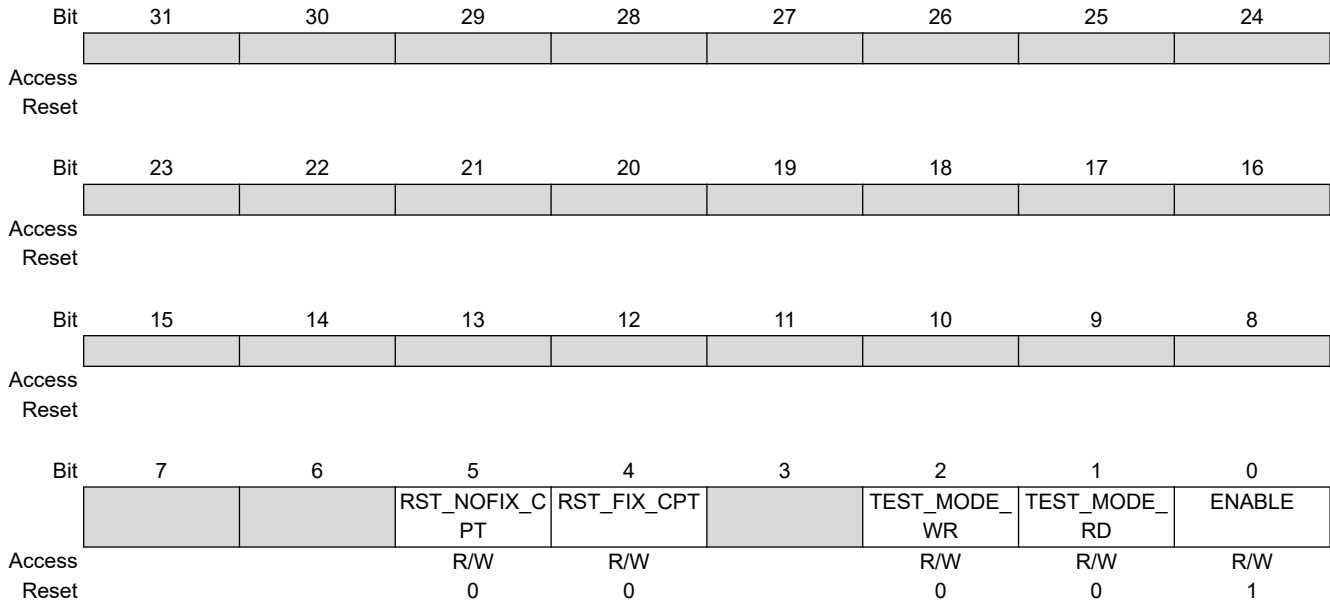 Bit 31 30 29 28 27 26 25 24
Access
Reset
Bit 23 22 21 20 19 18 17 16
Access
Reset
Bit 15 14 13 12 11 10 9 8
Access
Reset
Bit 7 6 5 4 3 2 1 0
RST_NOFIX_C RST_FIX_CPT TEST_MODE_ TEST_MODE_ ENABLE
PT WR RD
Access R/W R/W R/W R/W R/W
Reset 0 0 0 0 1